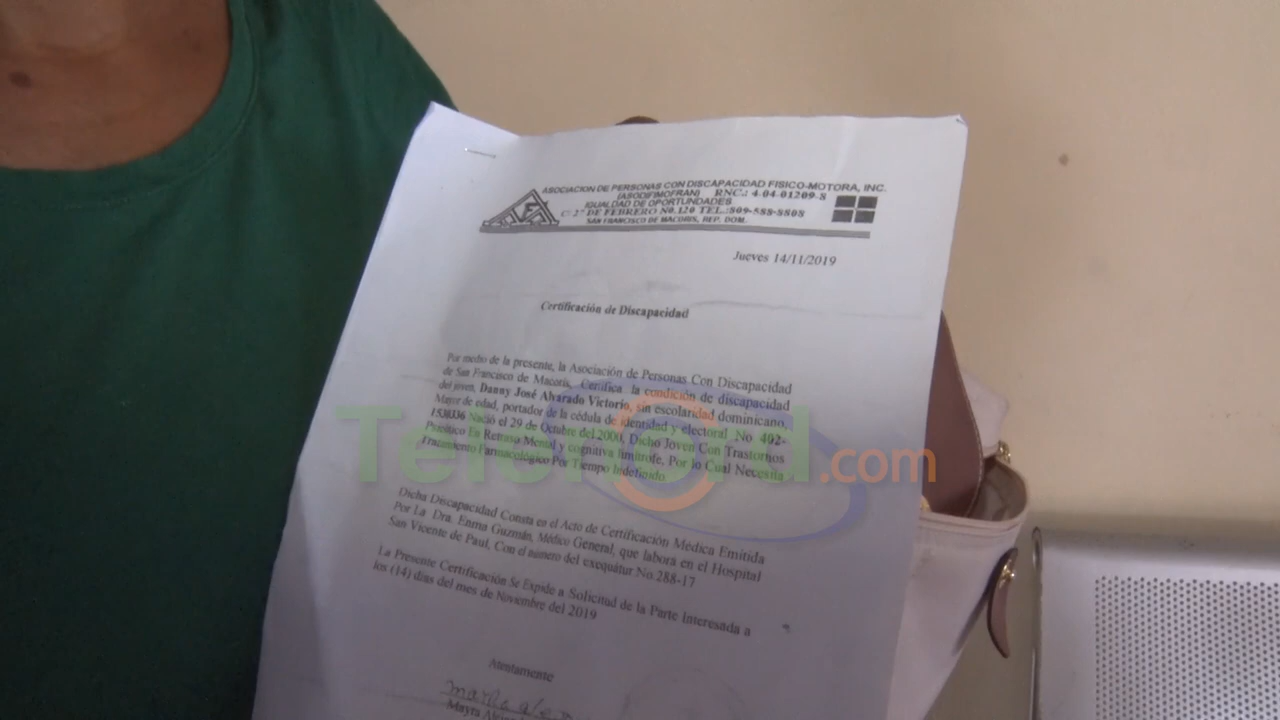 ASOCIACION DE PERSONAS CON DISCAPACIDAD FISICO-MOTORA, INC.
(ASODIFIMOFRAN) RNC.: 4-04-01209-8
IGUALDAD DE OPORTUNIDADES
C/ 27 DE FEBRERO No.120 TEL.:809-588-8808
SAN FRANCISCO DE MACORIS, REP. DOM.
Jueves 14/11/2019
Certificación de Discapacidad
Por medio de la presente, la Asociación de Personas Con Discapacidad
de San Francisco de Macorís, Certifica la condición de discapacidad
del joven, Danny José Alvarado Victorio, sin escolaridad dominicano,
Mayor de edad, portador de la cédula de identidad y electoral No 402-
Nació el 29 de Octubre del 2000, Dicho Joven Con Trastornos
En Retraso Mental y cognitiva limítrofe, Por lo Cual Necesita
Tratamiento Farmacológico Por Tiempo Indefinido.
Telenord.com
Dicha Discapacidad Consta en el Acto de Certificación Medica Emitida
Por La Dra. Enma Guzmán, Médico General, que labora en el Hospital
San Vicente de Paul, Con el numero del exequátur No.288-17
La Presente Certificación Se Expide a Solicitud de la Parte Interesada a
los (14) días del mes de Noviembre del 2019
Atentamente
Mayra